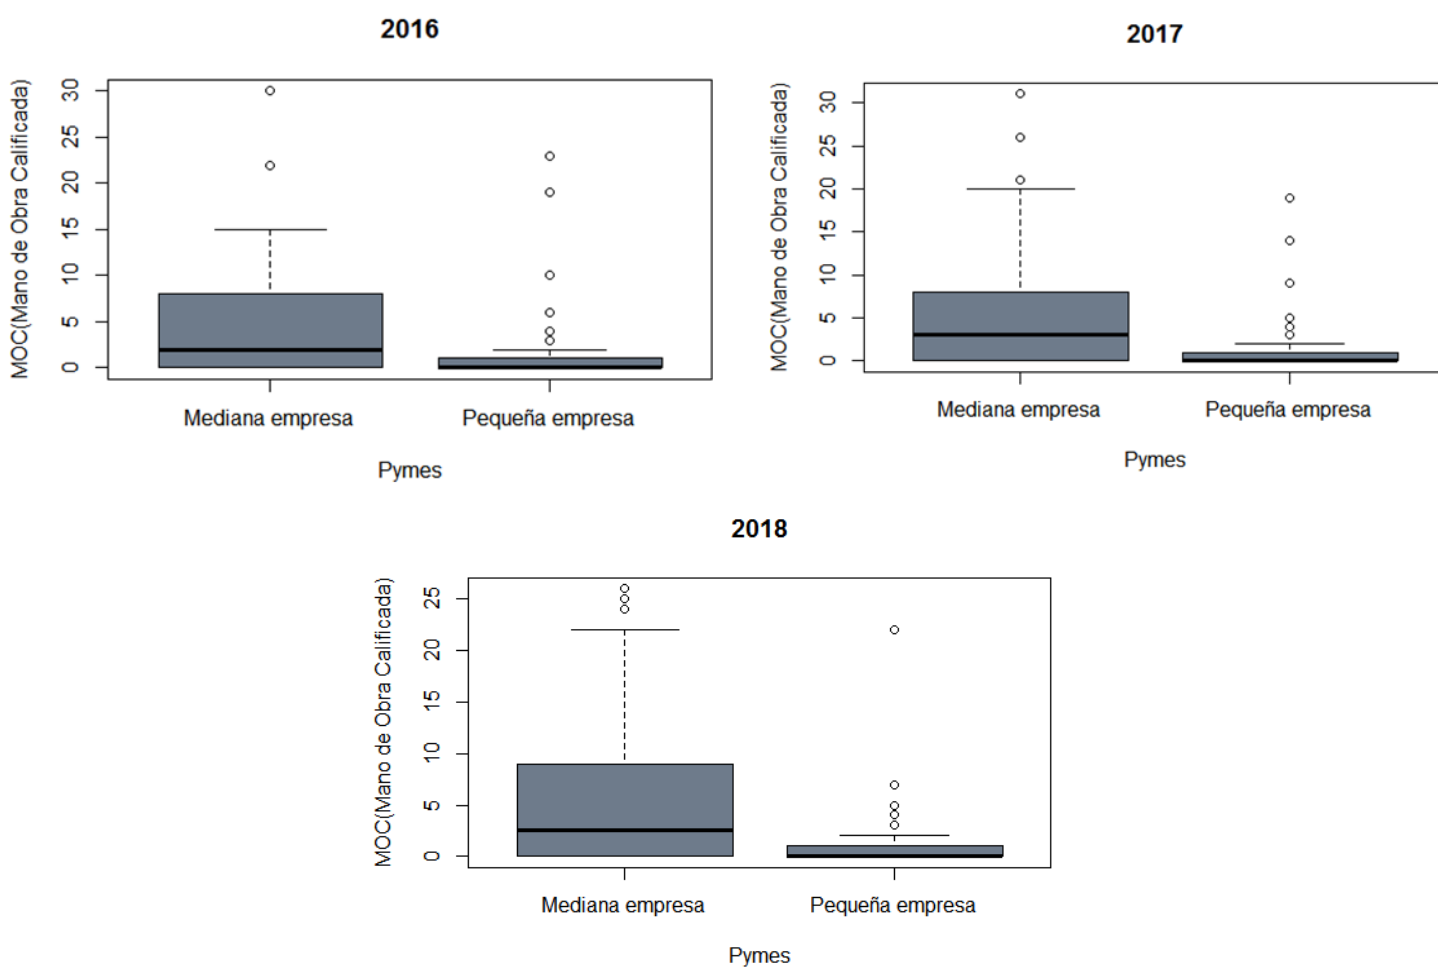 2016
MOC(Mano de Obra Calificada)
30
25
20
15
10
5
0
Mediana empresa
Pequeña empresa
Pymes
2017
MOC(Mano de Obra Calificada)
30
25
20
15
10
5
0
Mediana empresa
Pequeña empresa
Pymes
2018
MOC(Mano de Obra Calificada)
25
20
15
10
5
0
Mediana empresa
Pequeña empresa
Pymes